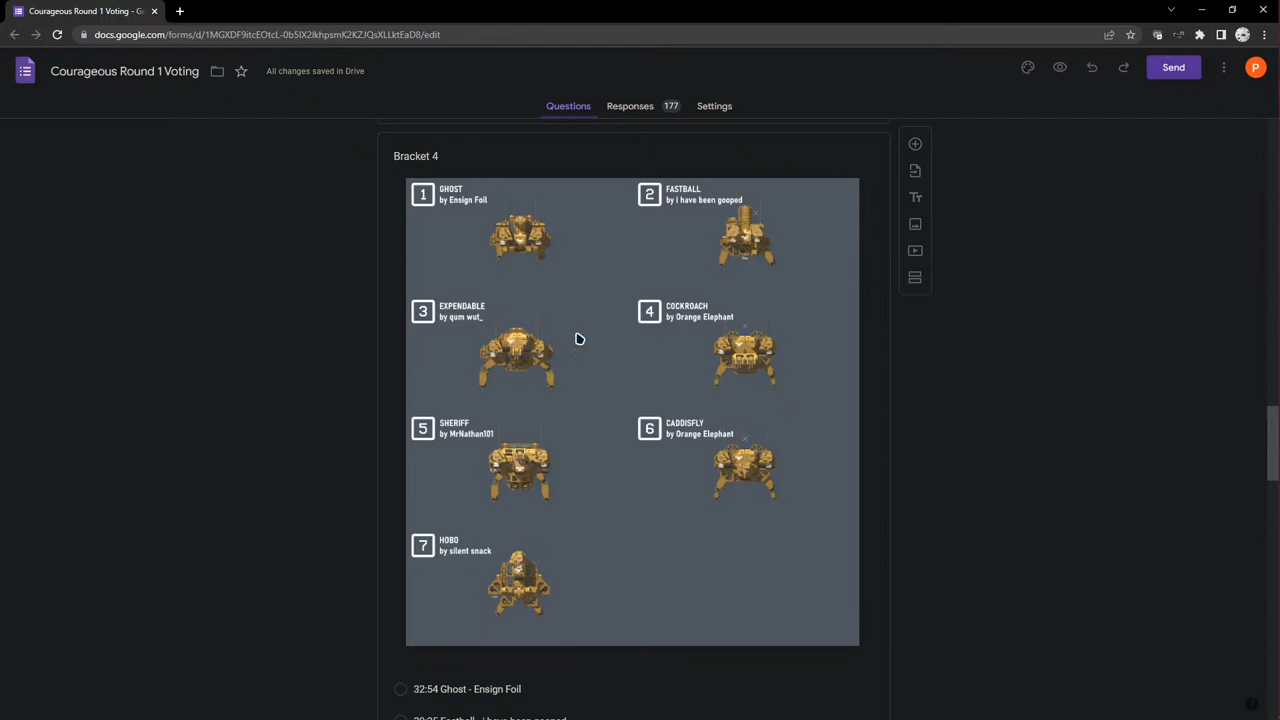 Courageous Round 1 Voting - Go
docs.google.com/forms/d/1MGXDF9itcEOtcL-0b5IX2IkhpsmK2KZJQsXLLktEaD8/edit
Courageous Round 1 Voting
All changes saved in Drive
Send
P
Questions
Responses 177
Settings
Bracket 4
1 GHOST
by Ensign Foil
2 FASTBALL
by i have been gooped
3 EXPENDABLE
by qum wut_
4 COCKROACH
by Orange Elephant
5 SHERIFF
by MrNathan101
6 CADDISFLY
by Orange Elephant
7 HOBO
by silent snack
32:54 Ghost - Ensign Foil